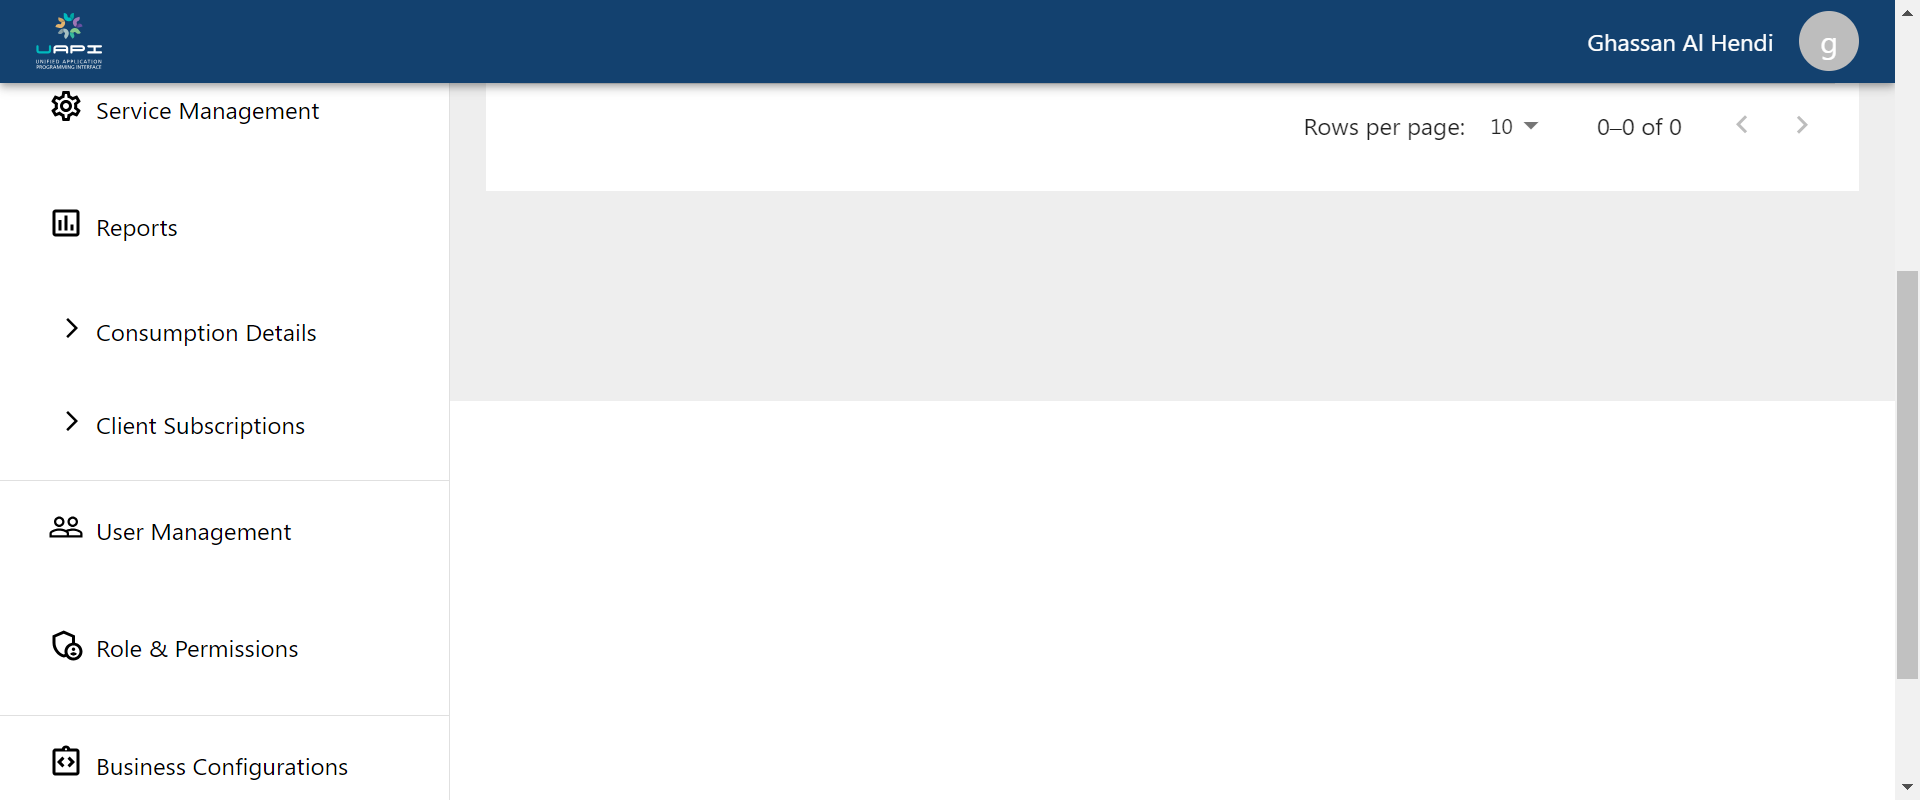 UAPI
UNIFIED APPLICATION
PROGRAMMING INTERFACE
Ghassan Al Hendi
g
Service Management
Rows per page: 10
0–0 of 0
Reports
Consumption Details
Client Subscriptions
User Management
Role & Permissions
Business Configurations